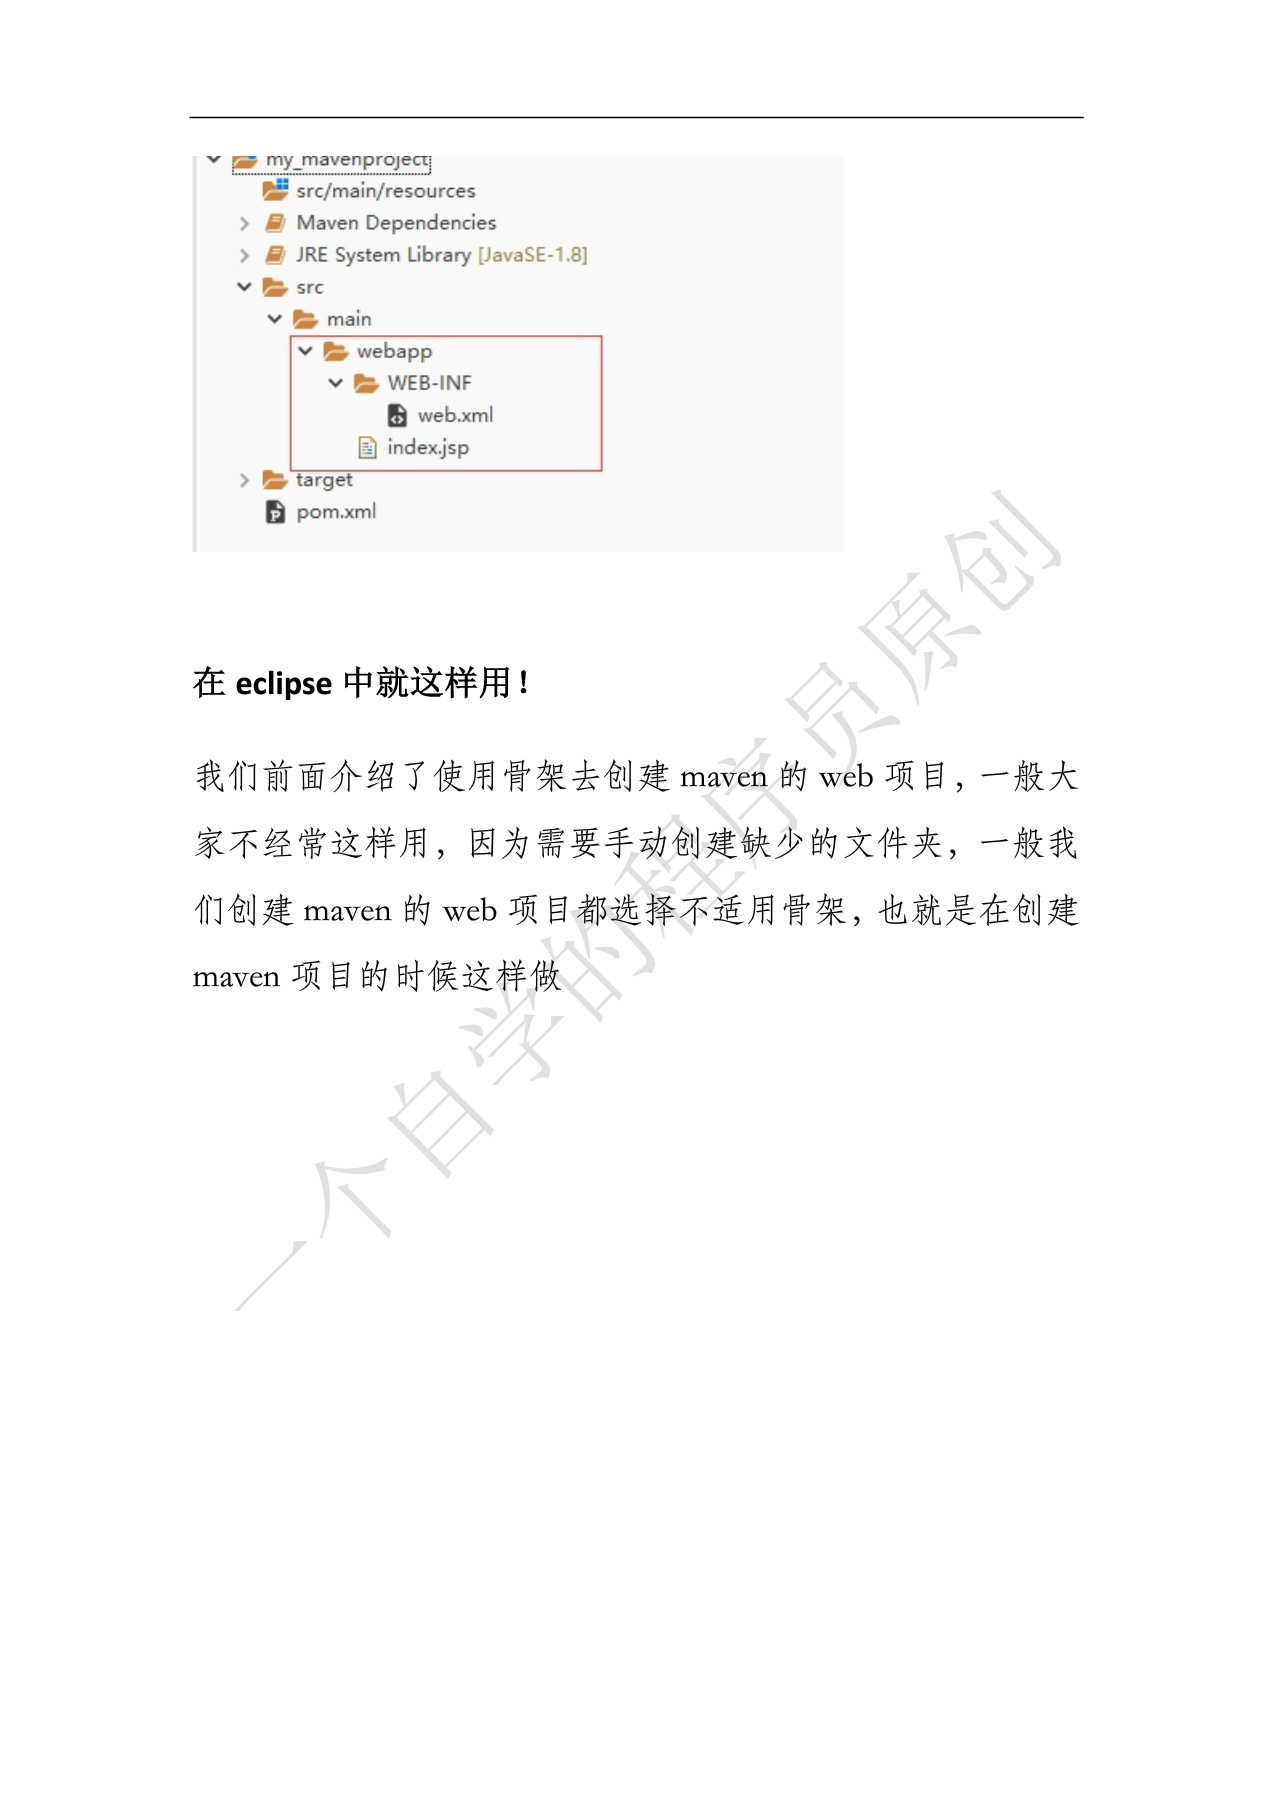 my_mavenproject
src/main/resources
Maven Dependencies
JRE System Library [JavaSE-1.8]
src
main
webapp
WEB-INF
web.xml
index.jsp
target
pom.xml
在 eclipse 中就这样用！
我们前面介绍了使用骨架去创建 maven 的 web 项目，一般大
家不经常这样用，因为需要手动创建缺少的文件夹，一般我
们创建 maven 的 web 项目都选择不适用骨架，也就是在创建
maven 项目的时候这样做
一个自学的程序员原创